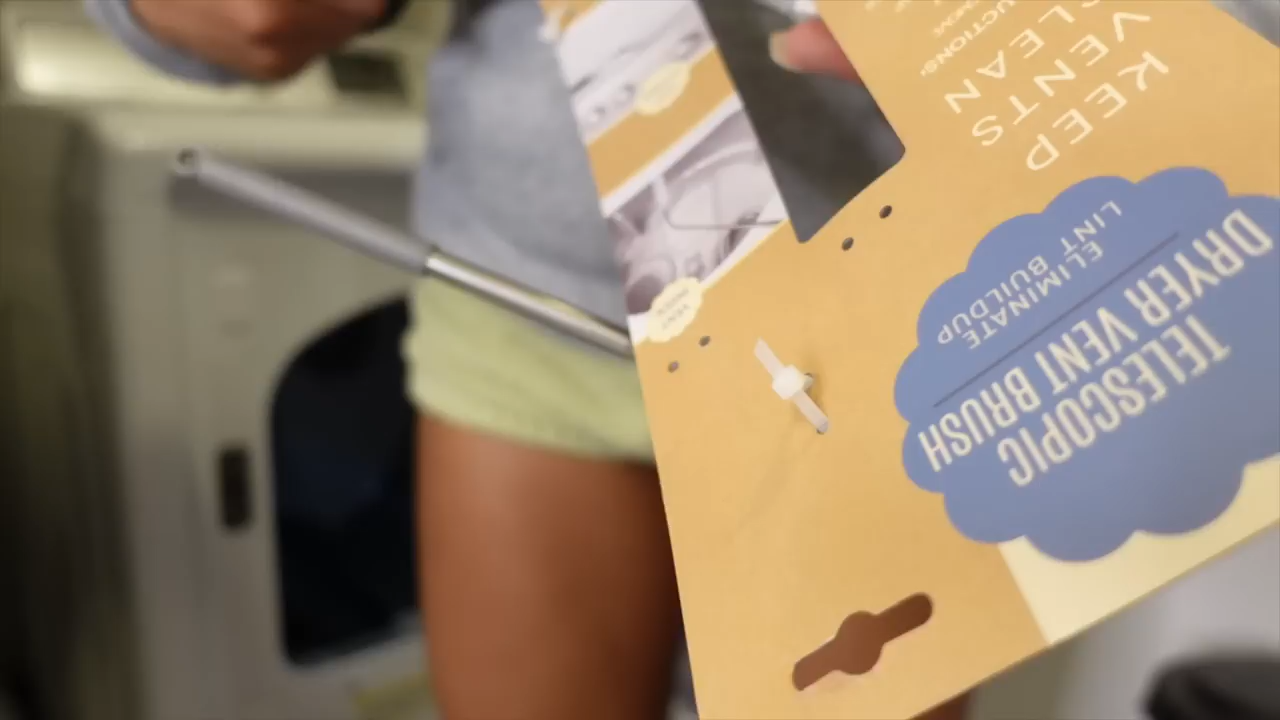 TELESCOPIC
DRYER VENT BRUSH
ELIMINATE
LINT BUILDUP
KEEP
VENTS
CLEAN